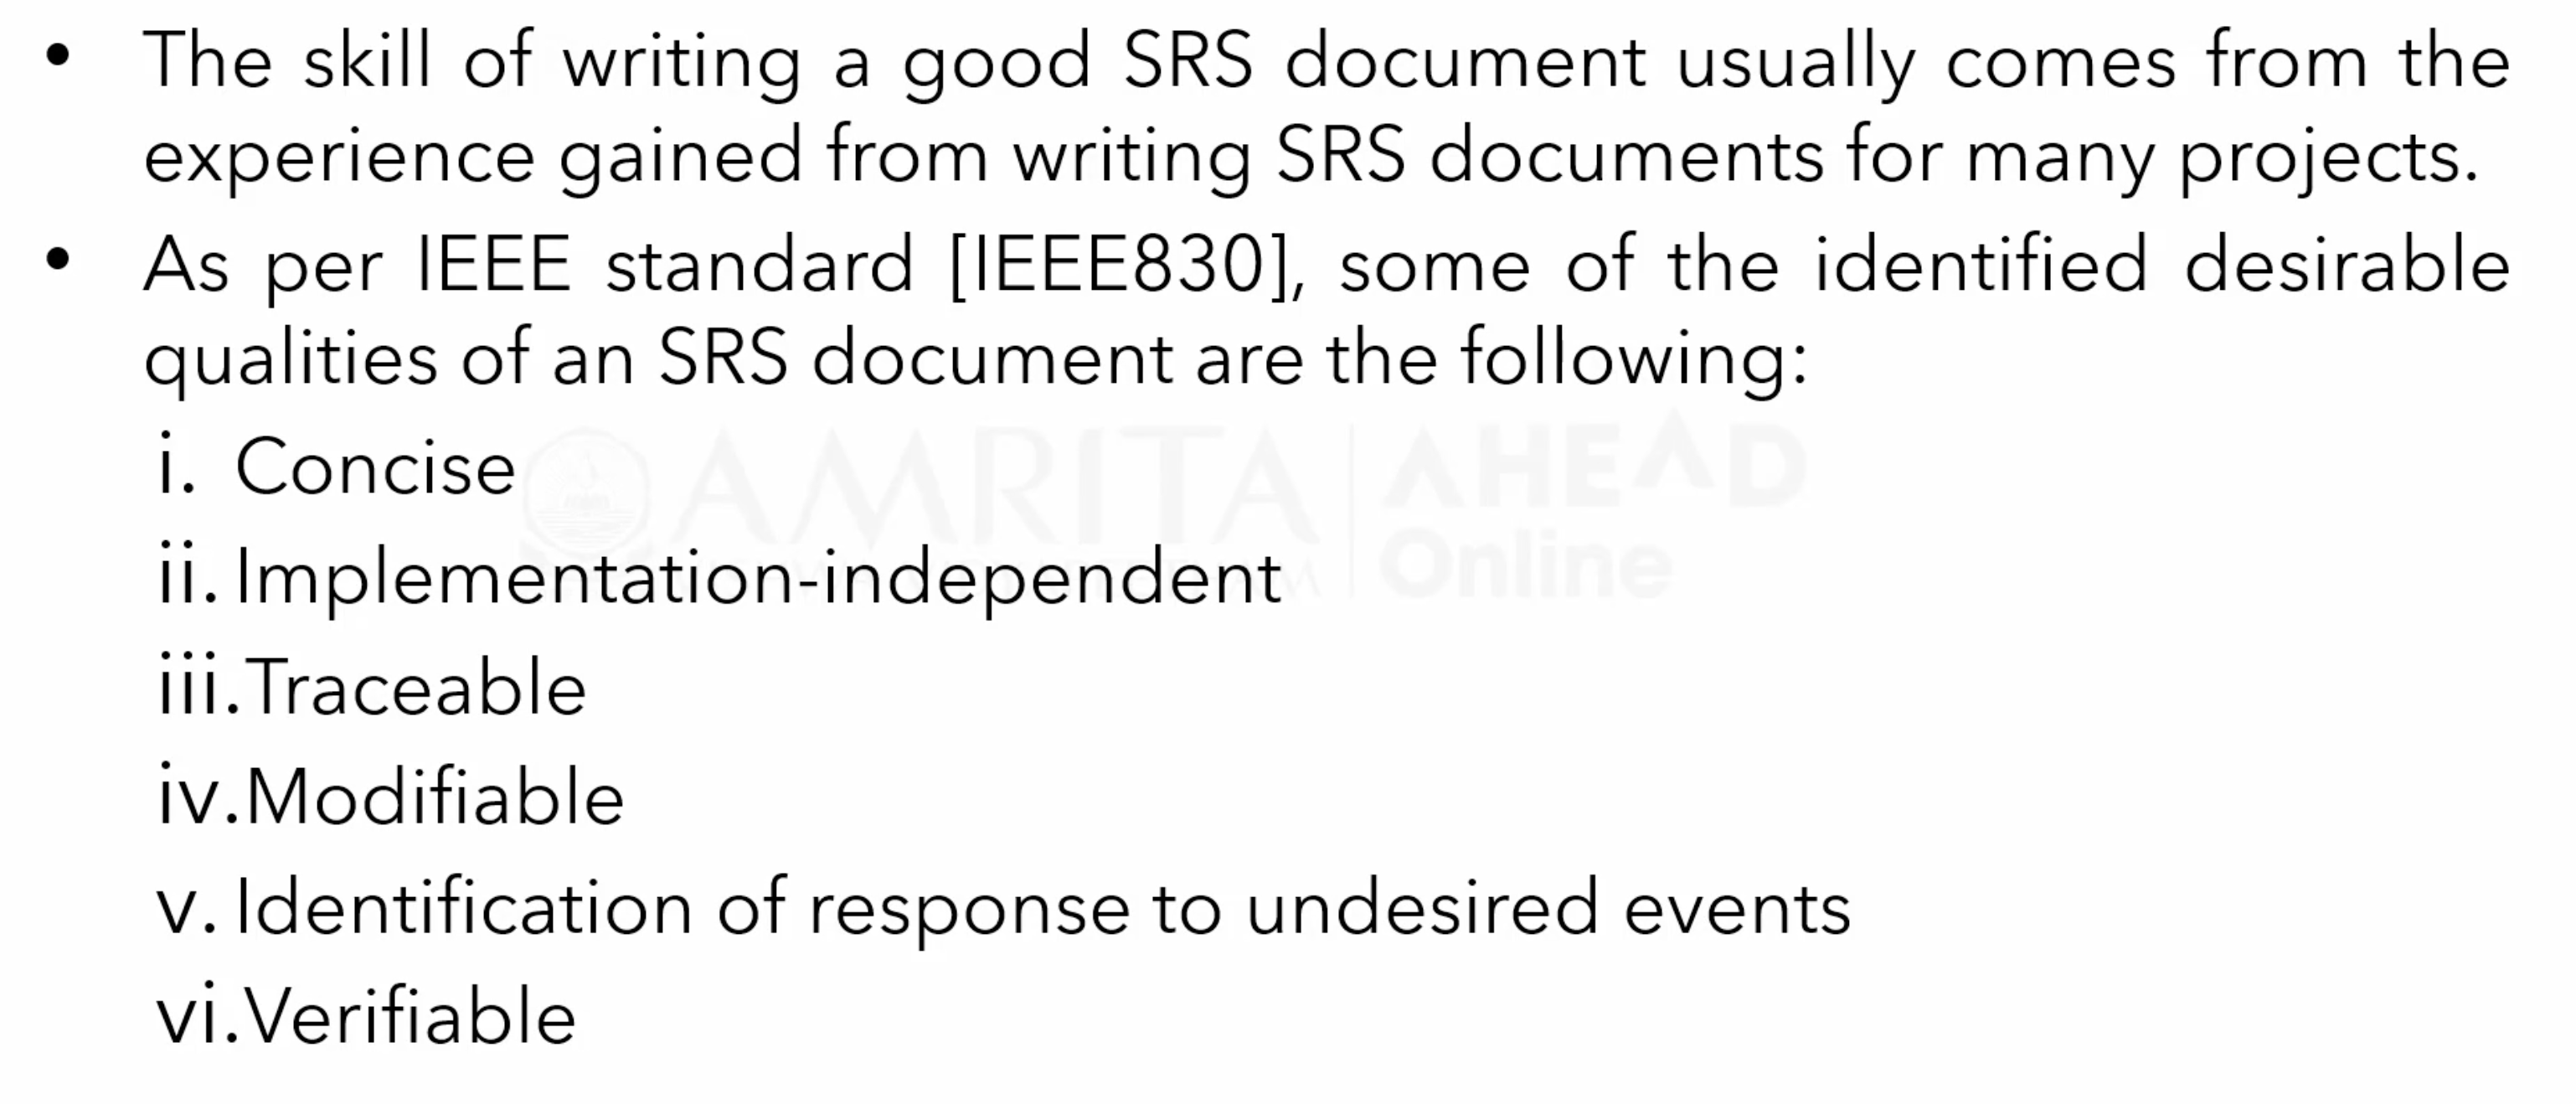 • The skill of writing a good SRS document usually comes from the
experience gained from writing SRS documents for many projects.
• As per IEEE standard [IEEE830], some of the identified desirable
qualities of an SRS document are the following:
i. Concise
AMRITA AHEAD
Online
ii. Implementation-independent
iii. Traceable
iv. Modifiable
v. Identification of response to undesired events
vi. Verifiable